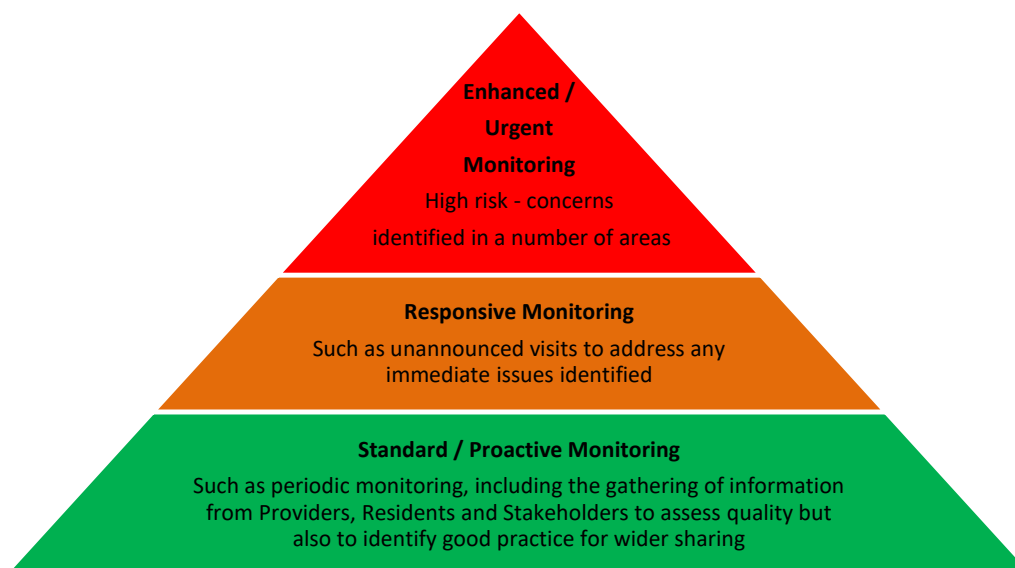 Enhanced /
Urgent
Monitoring
High risk - concerns
identified in a number of areas
Responsive Monitoring
Such as unannounced visits to address any
immediate issues identified
Standard / Proactive Monitoring
Such as periodic monitoring, including the gathering of information
from Providers, Residents and Stakeholders to assess quality but
also to identify good practice for wider sharing